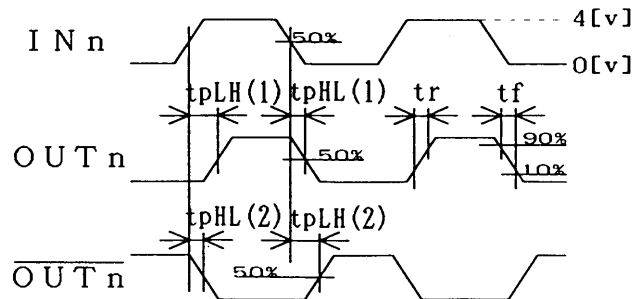 4[v]
INn
50%
0[v]
tpLH(1) tpHL(1) tr tf
90%
OUTn
50%
10%
tpHL(2) tpLH(2)
50%
OUTn